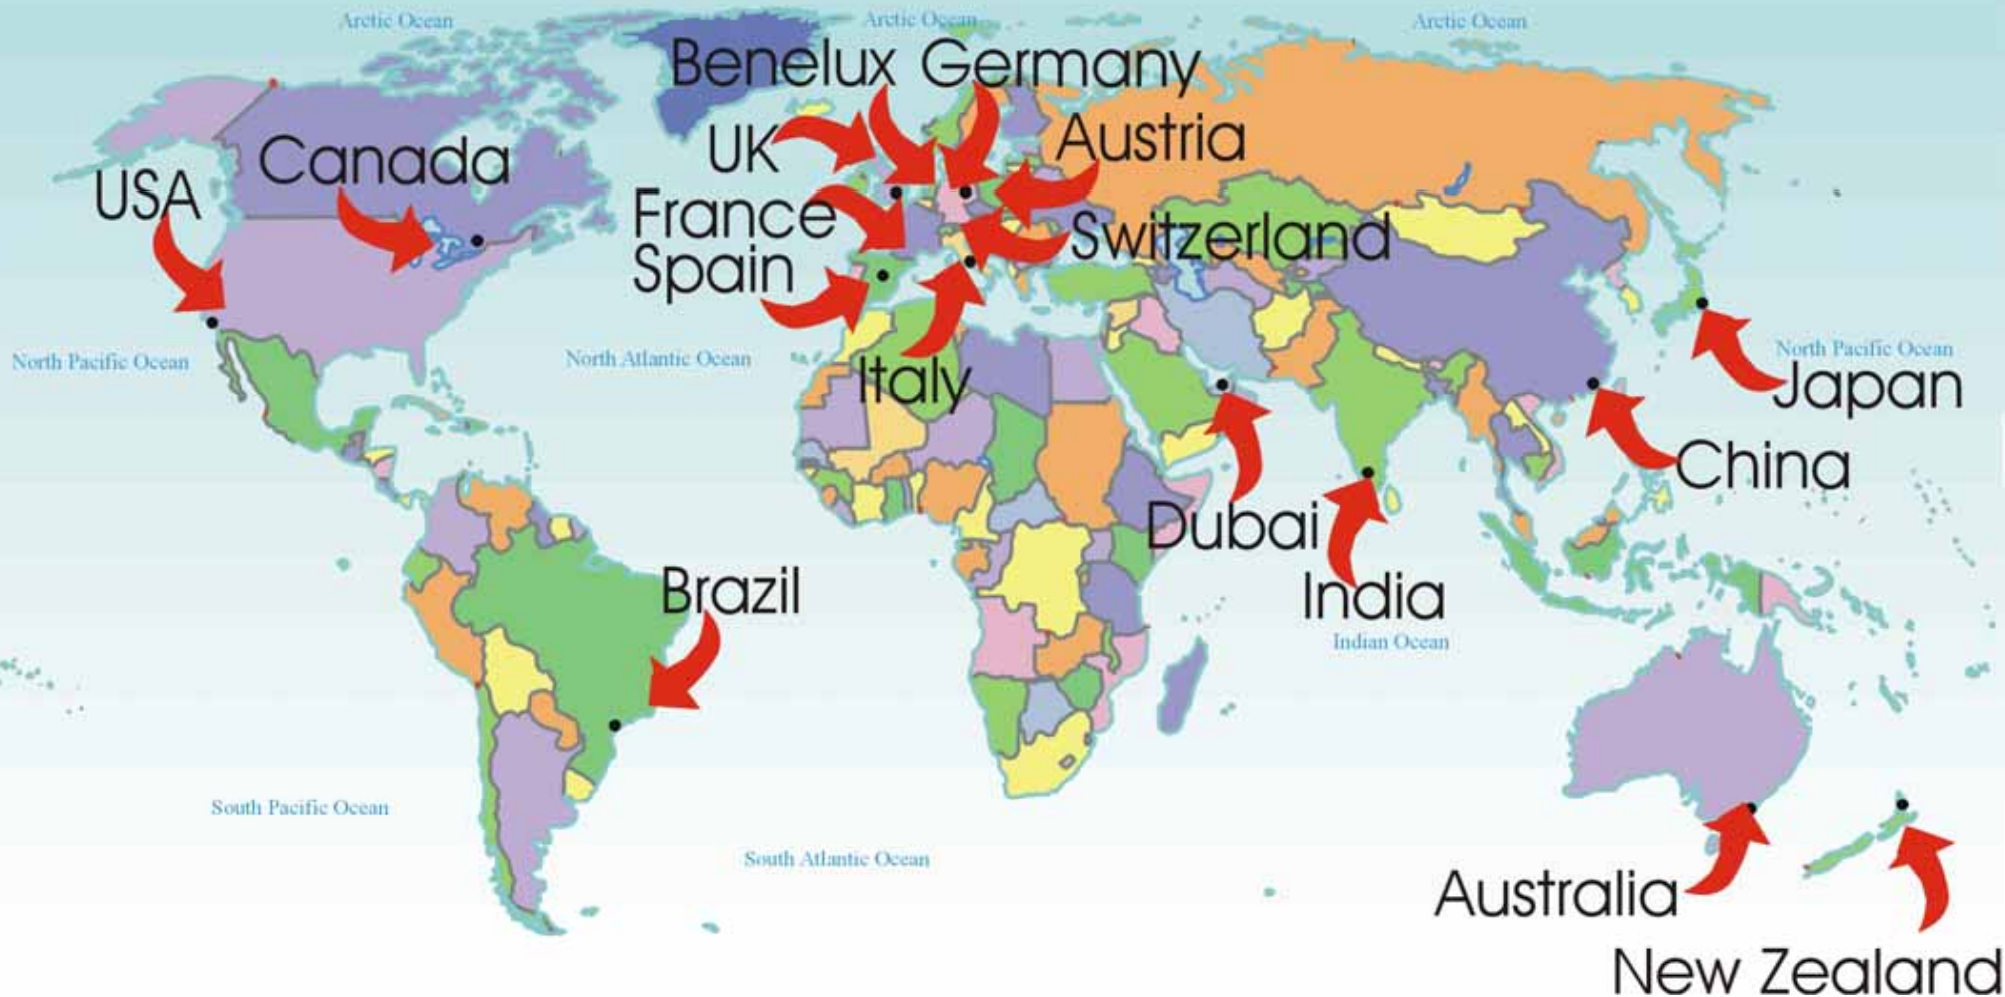 Arctic Ocean
Arctic Ocean
Arctic Ocean
Benelux
Germany
UK
Austria
Canada
USA
France
Switzerland
Spain
North Pacific Ocean
North Atlantic Ocean
North Pacific Ocean
Italy
Japan
China
Dubai
Brazil
India
Indian Ocean
South Pacific Ocean
South Atlantic Ocean
Australia
New Zealand